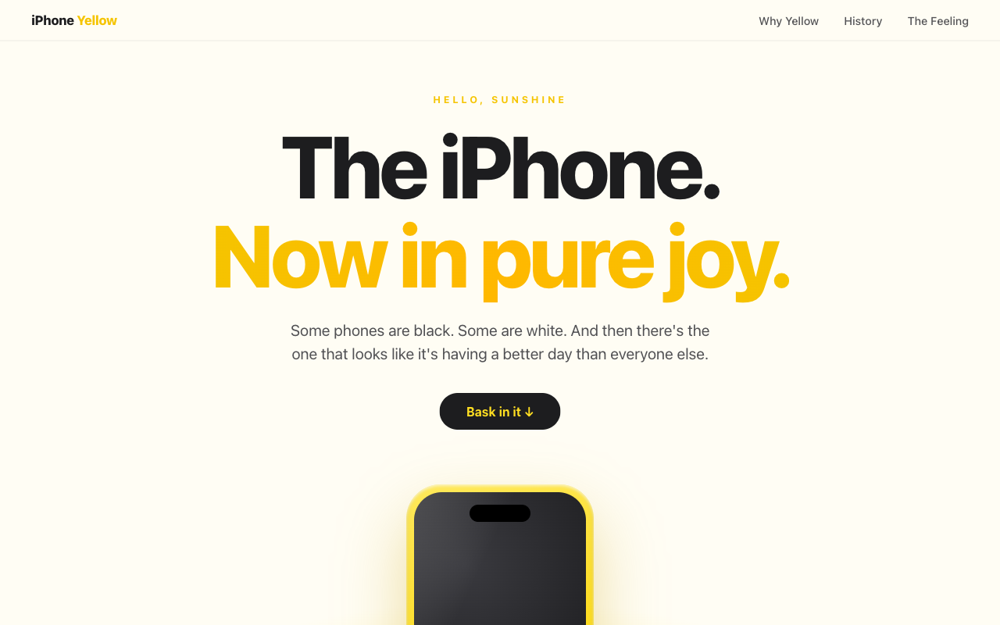 iPhone Yellow
Why Yellow
History
The Feeling
HELLO, SUNSHINE
The iPhone.
Now in pure joy.
Some phones are black. Some are white. And then there's the
one that looks like it's having a better day than everyone else.
Bask in it ↓